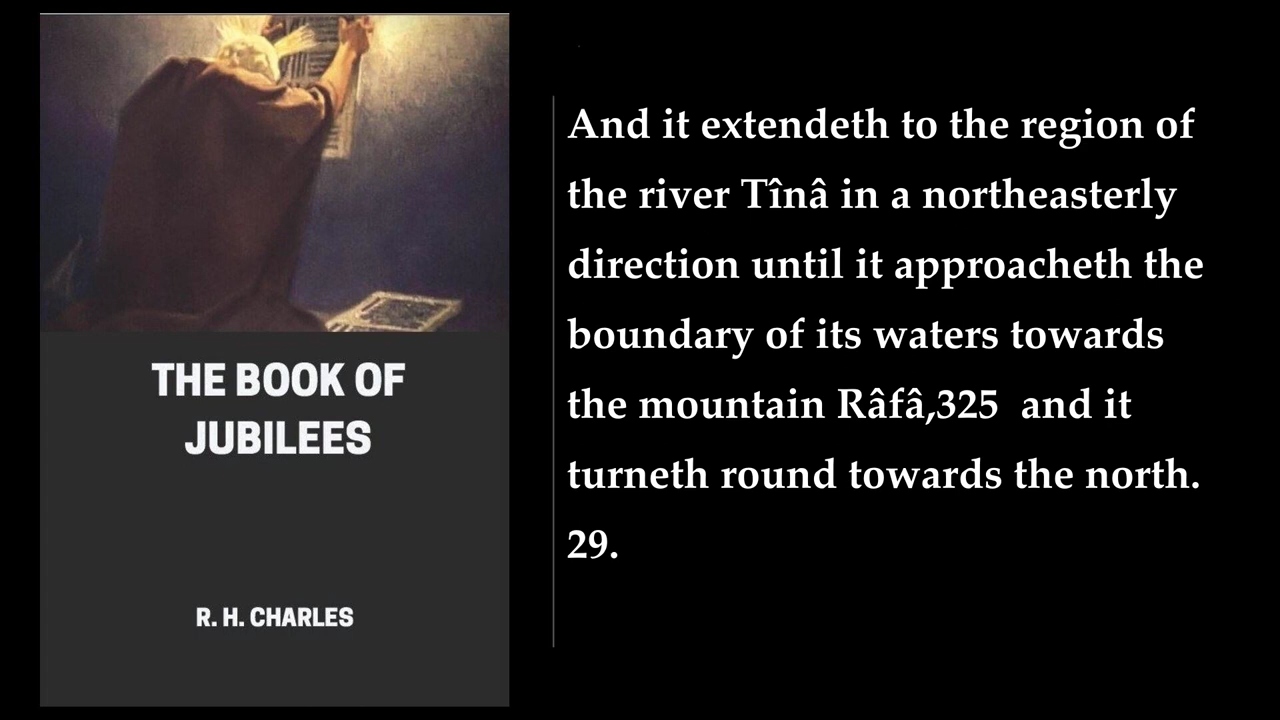 THE BOOK OF
JUBILEES
R. H. CHARLES
And it extendeth to the region of
the river Tînâ in a northeasterly
direction until it approacheth the
boundary of its waters towards
the mountain Râfâ,325  and it
turneth round towards the north.
29.